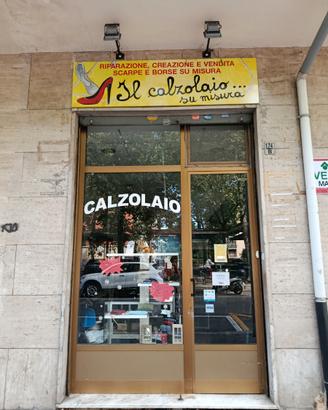 RIPARAZIONE, CREAZIONE E VENDITA
SCARPE E BORSE SU MISURA
Il calzolaio...
su misura
CALZOLAIO